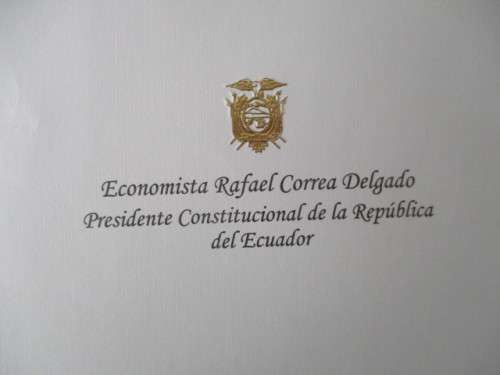 Economista Rafael Correa Delgado
Presidente Constitucional de la República
del Ecuador